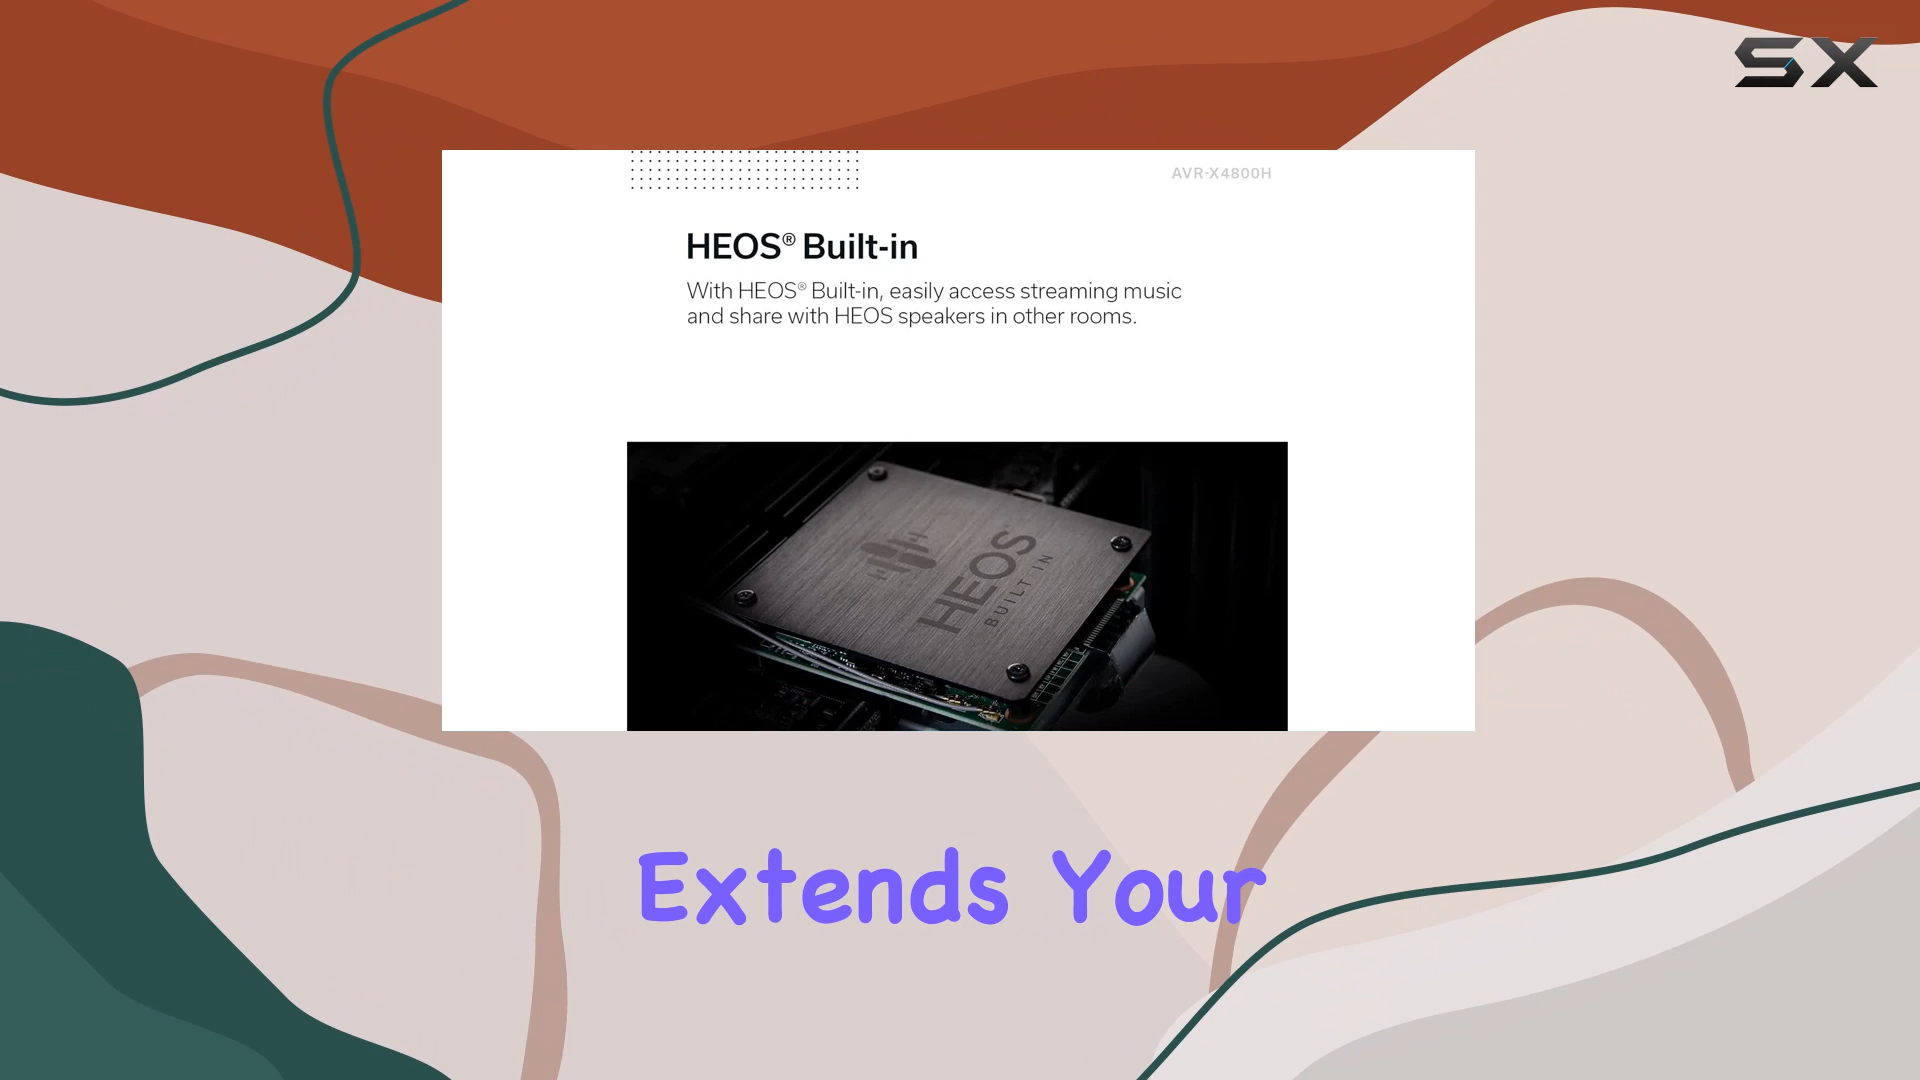 SX
AVR-X4800H
HEOS® Built-in
With HEOS® Built-in, easily access streaming music
and share with HEOS speakers in other rooms.
HEOS
BUILT IN
Extends Your